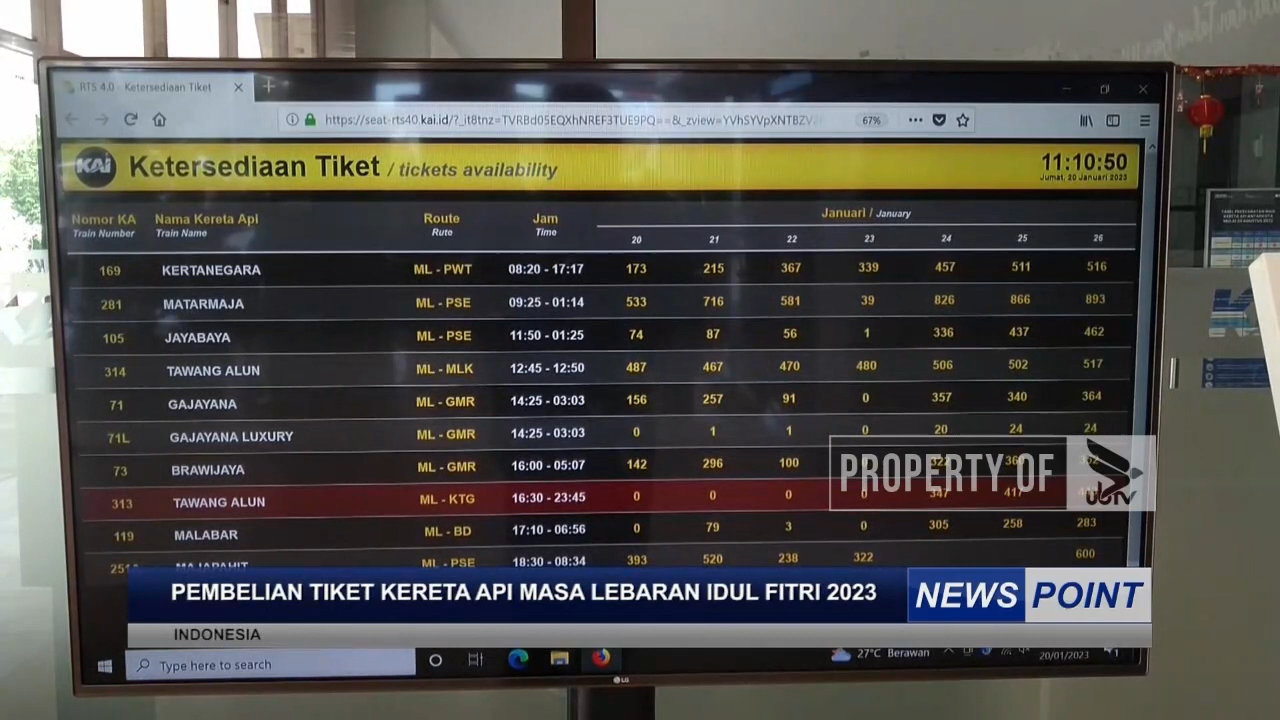 RTS 4.0 - Ketersediaan Tiket
https://seat-rts40.kai.id/?_it8tnz=TVRBd05EQXhNREF3TUE9PQ==&_zview=YVhSYVpXNTBZV
67%
KAI Ketersediaan Tiket / tickets availability
11:10:50
Jumat, 20 Januari 2023
Nomor KA Nama Kereta Api Route Jam Januari / January
Train Number Train Name Rute Time 20 21 22 23 24 25 26
169 KERTANEGARA ML - PWT 08:20 - 17:17 173 215 367 339 457 511 516
281 MATARMAJA ML - PSE 09:25 - 01:14 533 716 581 39 826 866 893
105 JAYABAYA ML - PSE 11:50 - 01:25 74 87 56 1 336 437 462
314 TAWANG ALUN ML - MLK 12:45 - 12:50 487 467 470 480 506 502 517
71 GAJAYANA ML - GMR 14:25 - 03:03 156 257 91 0 357 340 364
71L GAJAYANA LUXURY ML - GMR 14:25 - 03:03 0 1 1 0 20 24 24
73 BRAWIJAYA ML - GMR 16:00 - 05:07 142 296 100
313 TAWANG ALUN ML - KTG 16:30 - 23:45 0 0 0 0 347 417
119 MALABAR ML - BD 17:10 - 06:56 0 79 3 0 305 258 283
MAJAPAHIT ML - PSE 18:30 - 08:34 393 520 238 322 600
PROPERTY OF
UBTV
PEMBELIAN TIKET KERETA API MASA LEBARAN IDUL FITRI 2023
NEWS POINT
INDONESIA
Type here to search
27°C Berawan
20/01/2023
LG